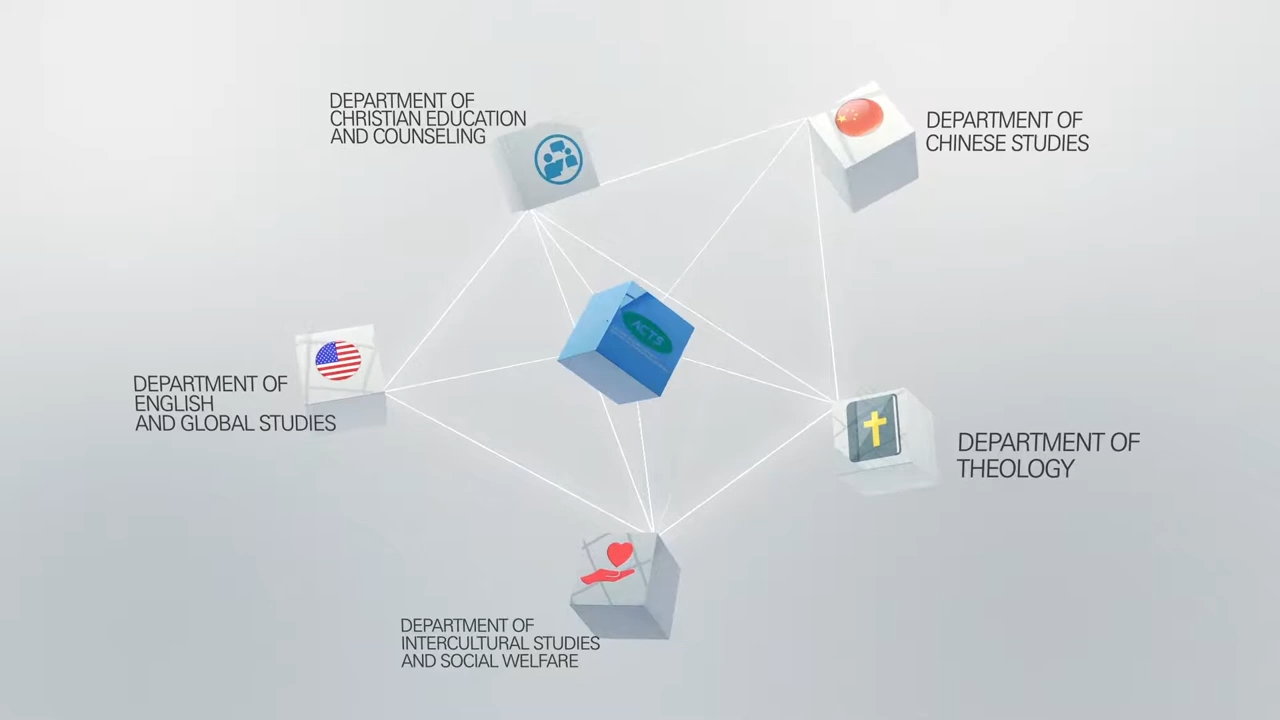 DEPARTMENT OF
CHRISTIAN EDUCATION
AND COUNSELING
DEPARTMENT OF
CHINESE STUDIES
ACTS
DEPARTMENT OF
ENGLISH
AND GLOBAL STUDIES
DEPARTMENT OF
THEOLOGY
DEPARTMENT OF
INTERCULTURAL STUDIES
AND SOCIAL WELFARE